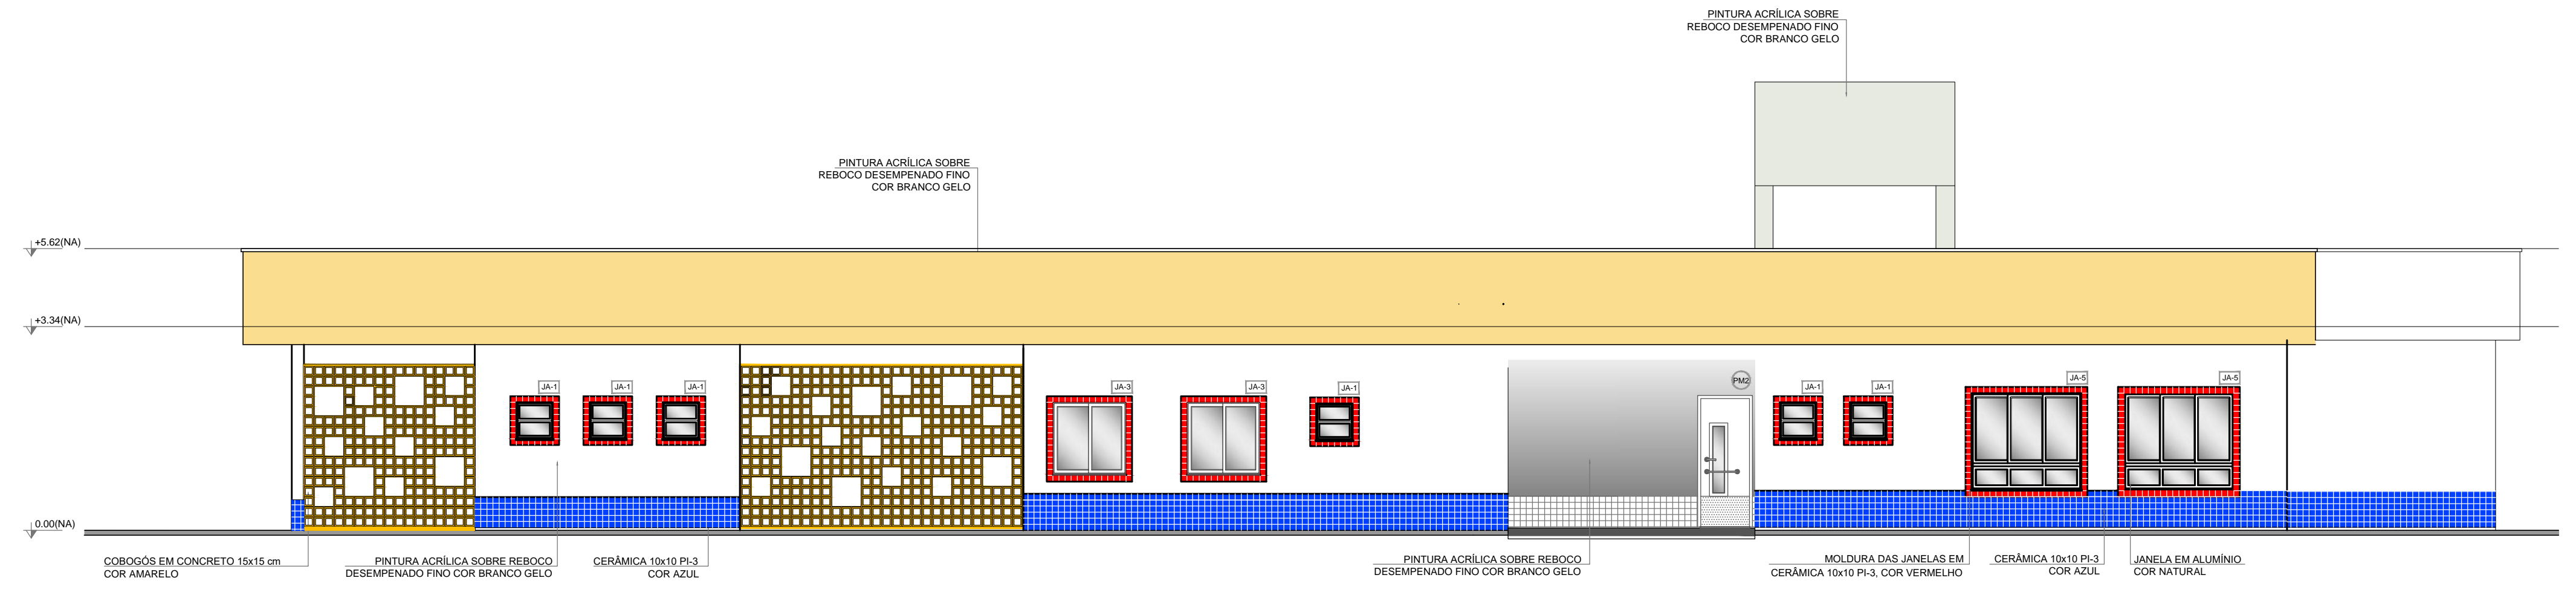 PINTURA ACRÍLICA SOBRE
REBOCO DESEMPENADO FINO
COR BRANCO GELO
PINTURA ACRÍLICA SOBRE
REBOCO DESEMPENADO FINO
COR BRANCO GELO
+5.62(NA)
+3.34(NA)
0.00(NA)
JA-1
JA-1
JA-1
JA-3
JA-3
JA-1
PM2
JA-1
JA-1
JA-5
JA-5
COBOGÓS EM CONCRETO 15x15 cm
COR AMARELO
PINTURA ACRÍLICA SOBRE REBOCO
DESEMPENADO FINO COR BRANCO GELO
CERÂMICA 10x10 PI-3
COR AZUL
PINTURA ACRÍLICA SOBRE REBOCO
DESEMPENADO FINO COR BRANCO GELO
MOLDURA DAS JANELAS EM
CERÂMICA 10x10 PI-3, COR VERMELHO
CERÂMICA 10x10 PI-3
COR AZUL
JANELA EM ALUMÍNIO
COR NATURAL